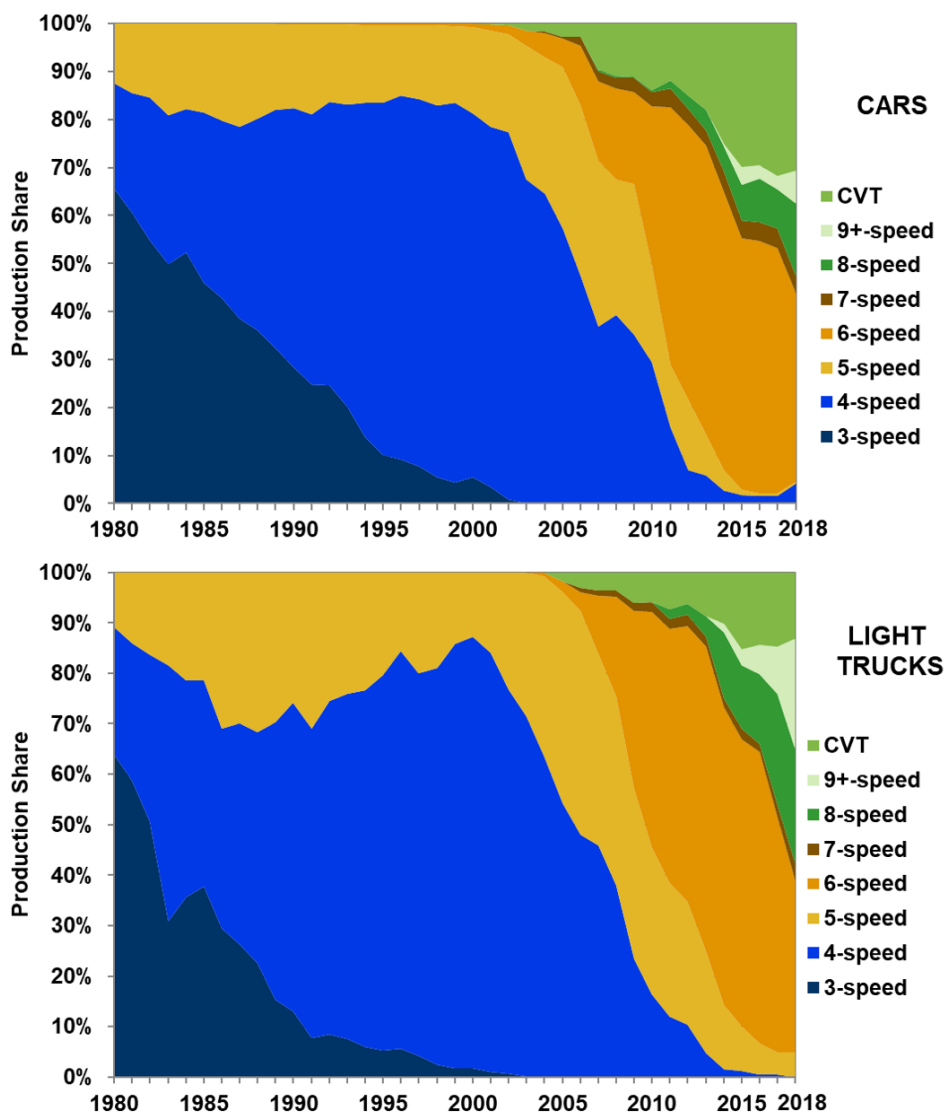 100%
90%
80%
70%
60%
50%
40%
30%
20%
10%
0%
Production Share
1980 1985 1990 1995 2000 2005 2010 2015 2018
CARS
CVT
9+-speed
8-speed
7-speed
6-speed
5-speed
4-speed
3-speed
100%
90%
80%
70%
60%
50%
40%
30%
20%
10%
0%
Production Share
1980 1985 1990 1995 2000 2005 2010 2015 2018
LIGHT
TRUCKS
CVT
9+-speed
8-speed
7-speed
6-speed
5-speed
4-speed
3-speed